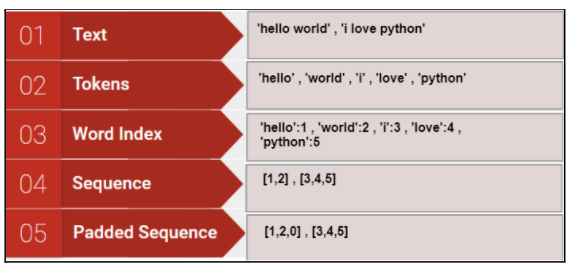 01 Text 'hello world' , 'i love python'
02 Tokens 'hello' , 'world' , 'i' , 'love' , 'python'
03 Word Index 'hello':1 , 'world':2 , 'i':3 , 'love':4 ,
'python':5
04 Sequence [1,2] , [3,4,5]
05 Padded Sequence [1,2,0] , [3,4,5]